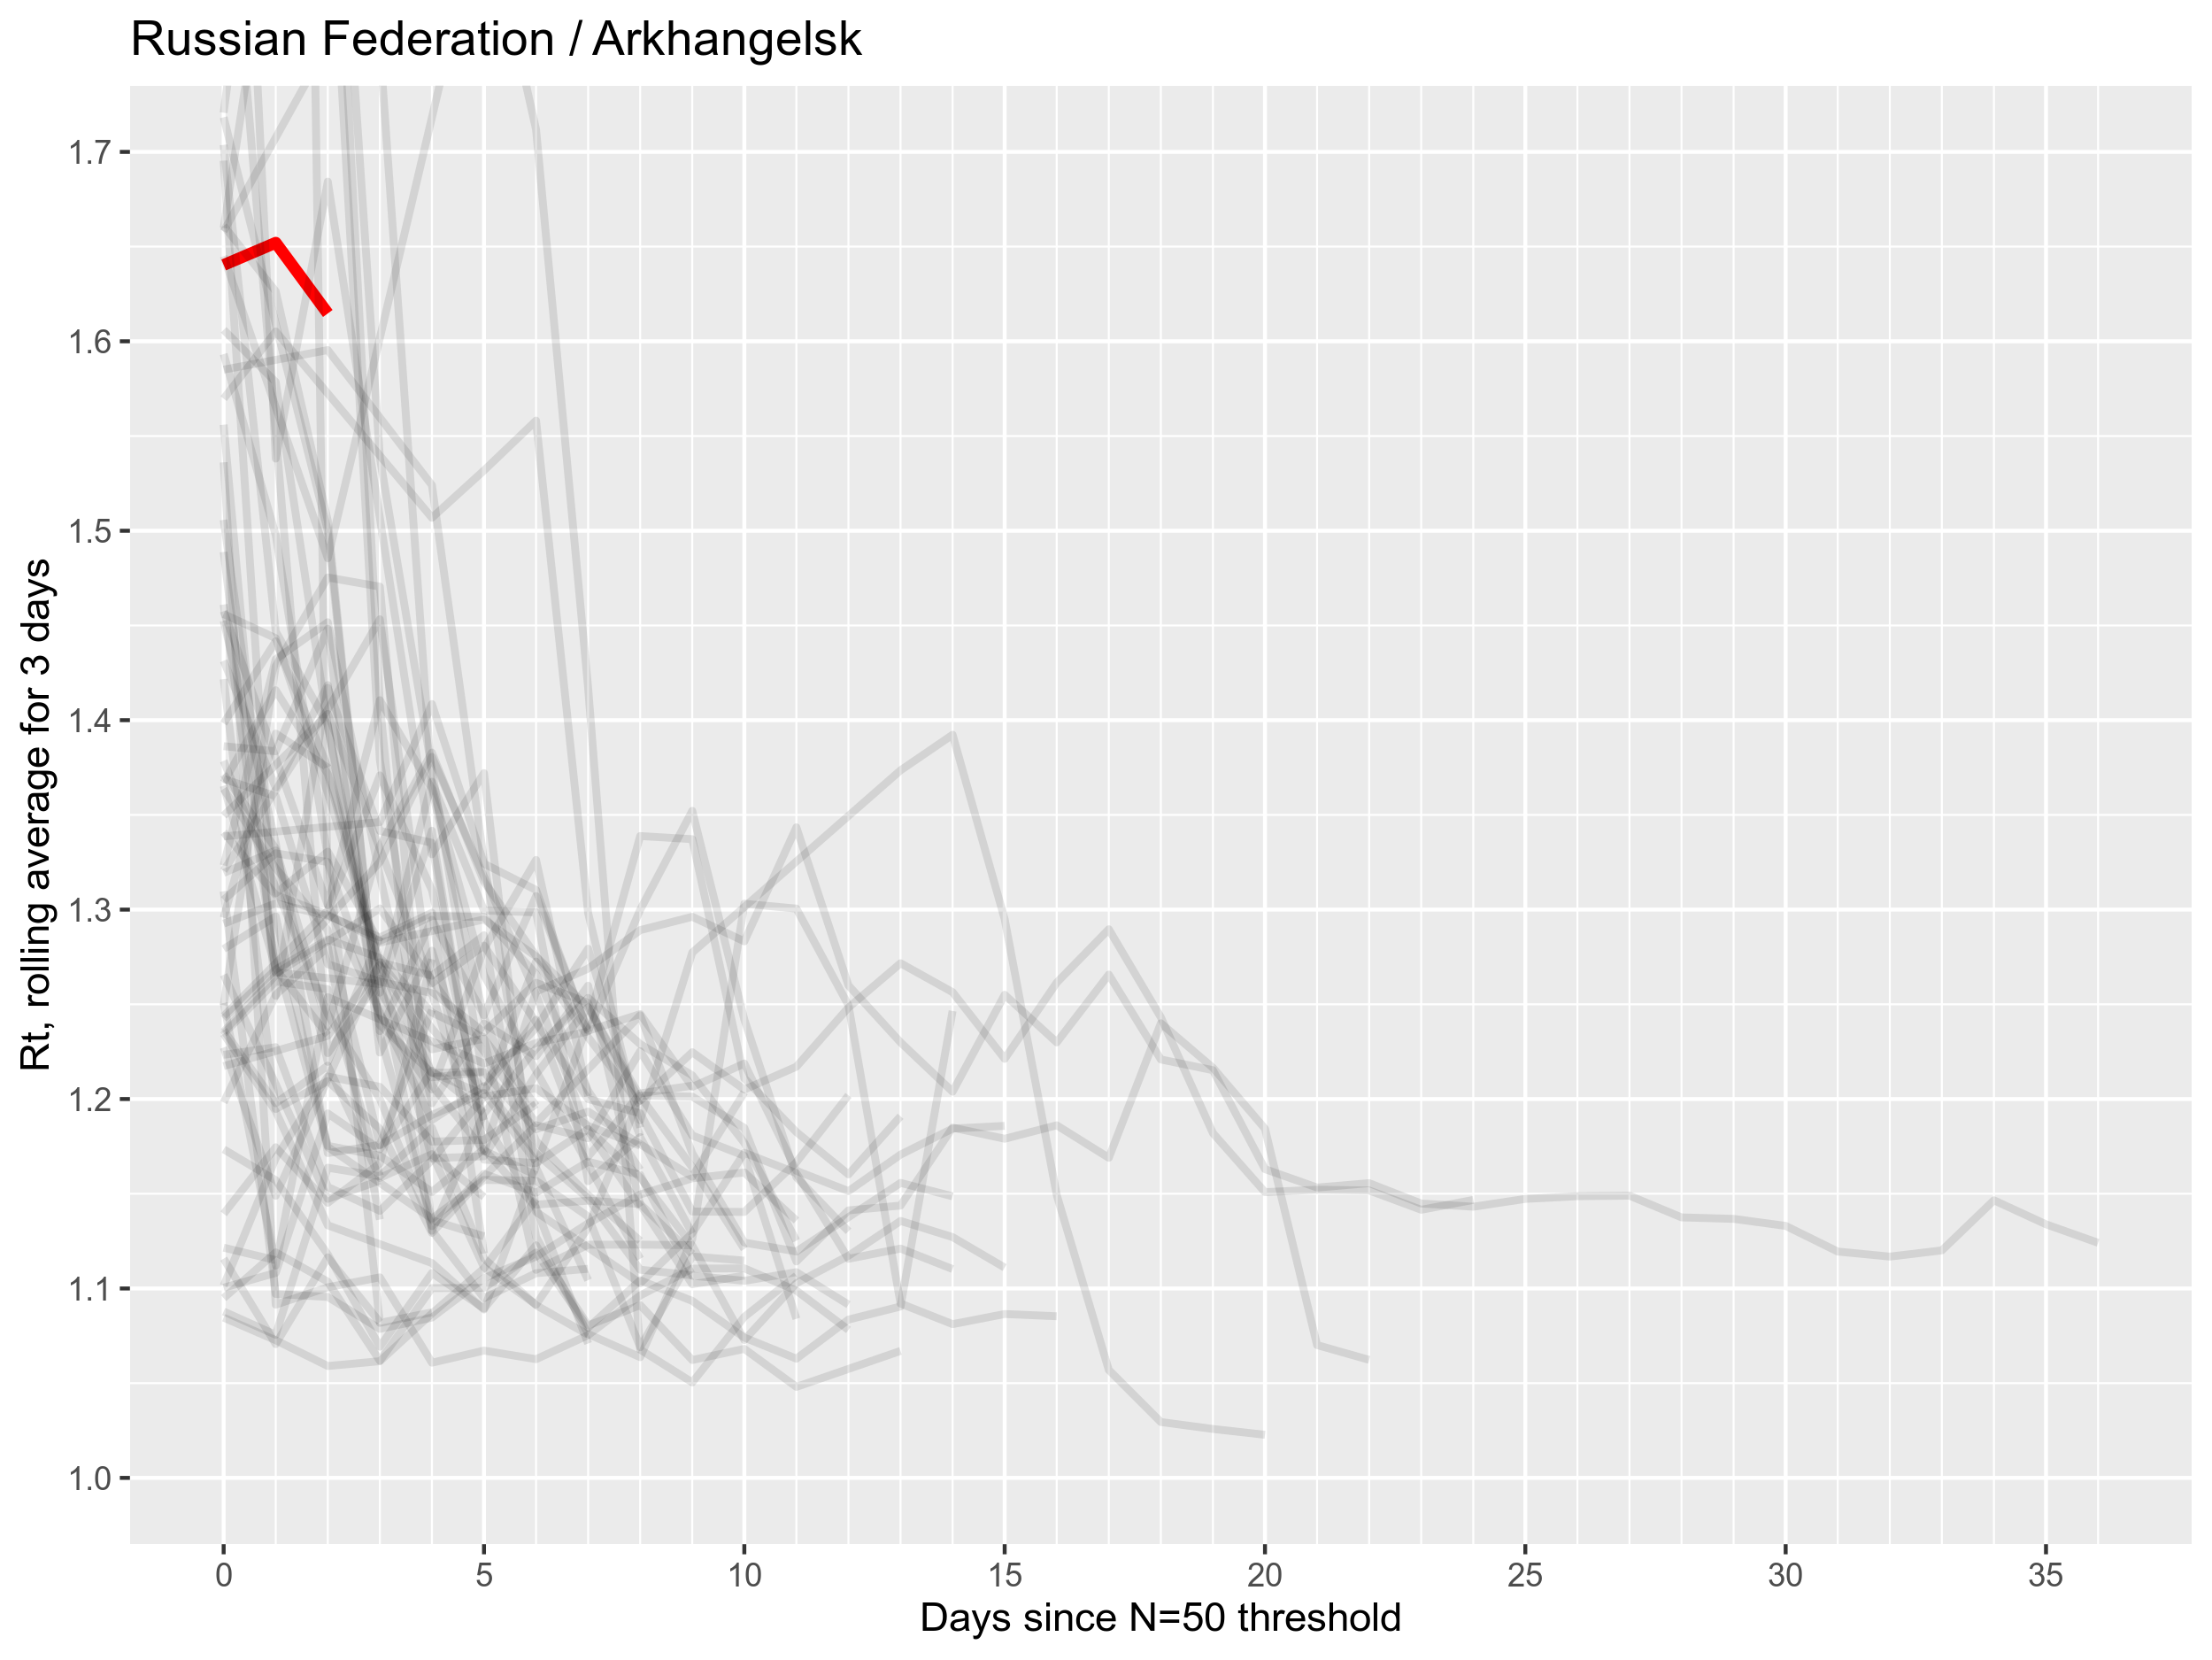 Russian Federation / Arkhangelsk
Rt, rolling average for 3 days
1.7
1.6
1.5
1.4
1.3
1.2
1.1
1.0
0 5 10 15 20 25 30 35
Days since N=50 threshold